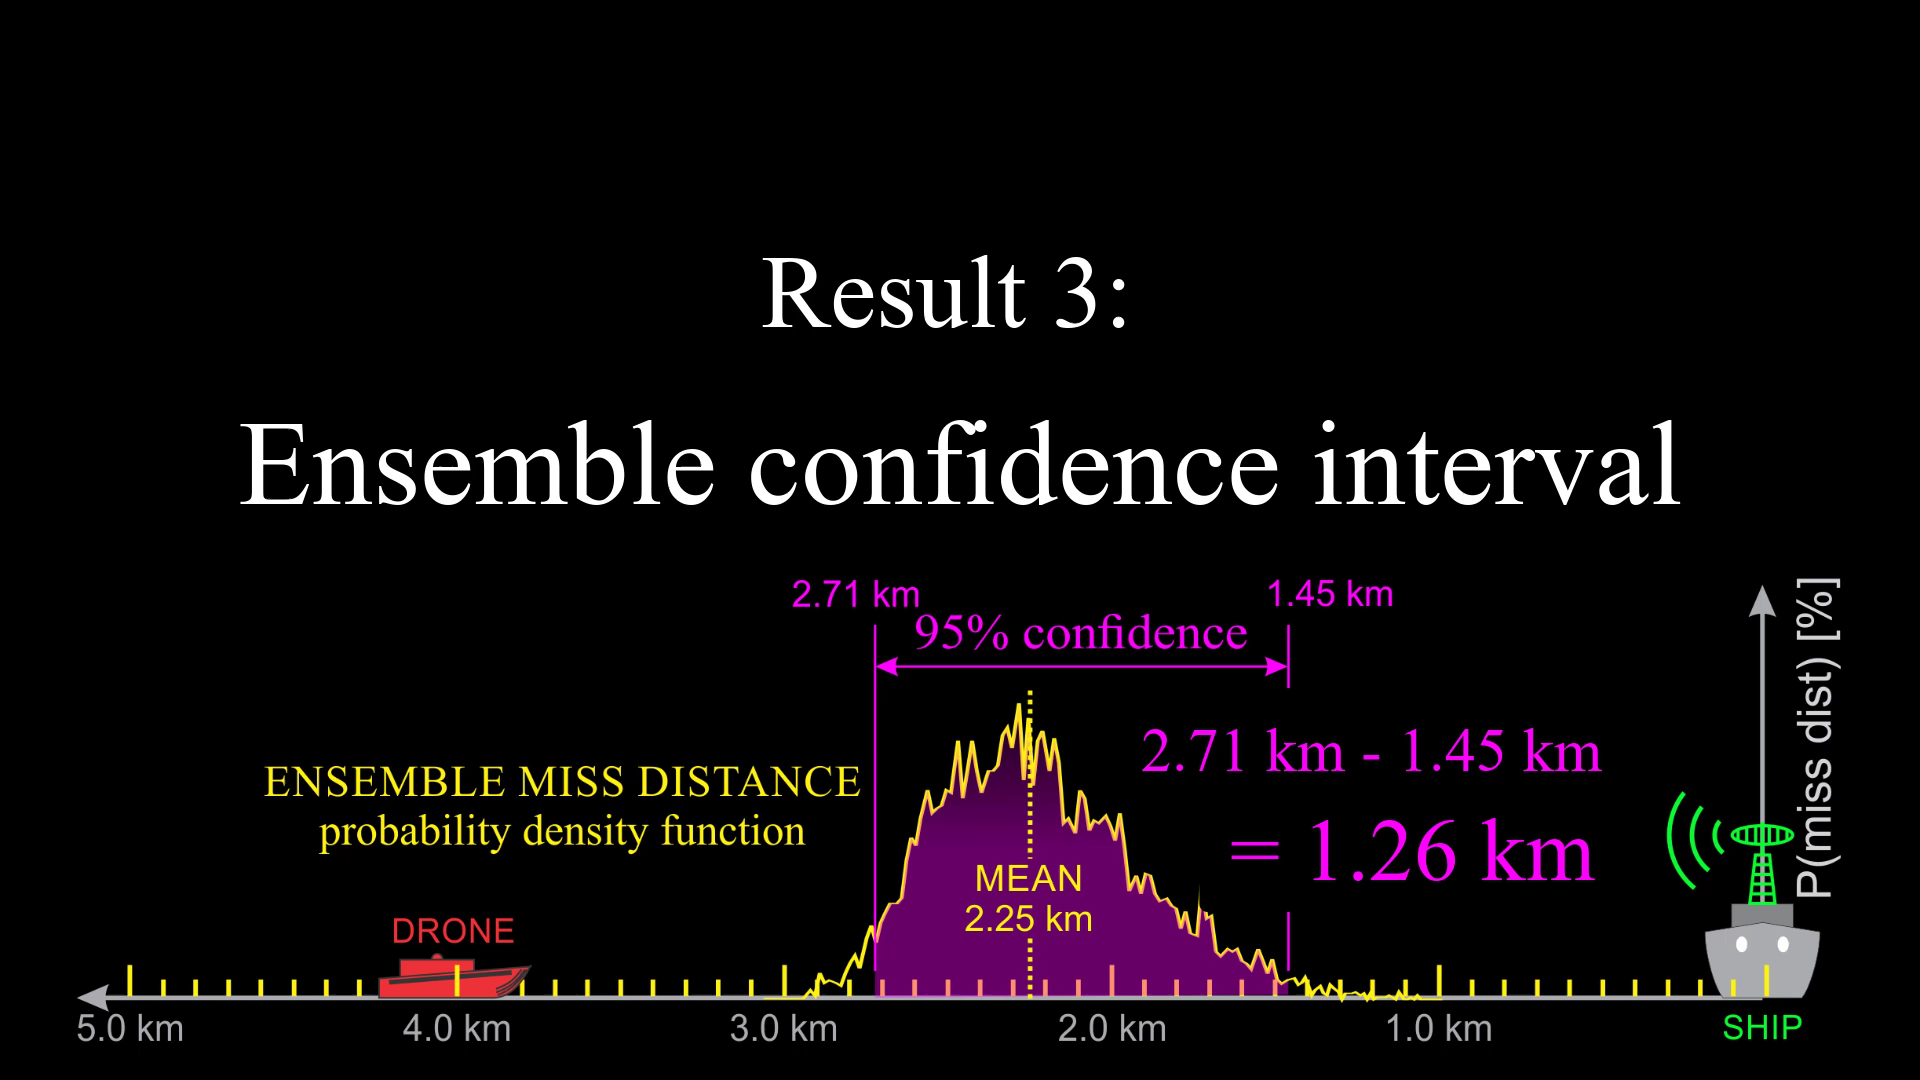 Result 3:
Ensemble confidence interval
2.71 km
1.45 km
95% confidence
2.71 km - 1.45 km
= 1.26 km
ENSEMBLE MISS DISTANCE
probability density function
MEAN
2.25 km
DRONE
P(miss dist) [%]
5.0 km
4.0 km
3.0 km
2.0 km
1.0 km
SHIP